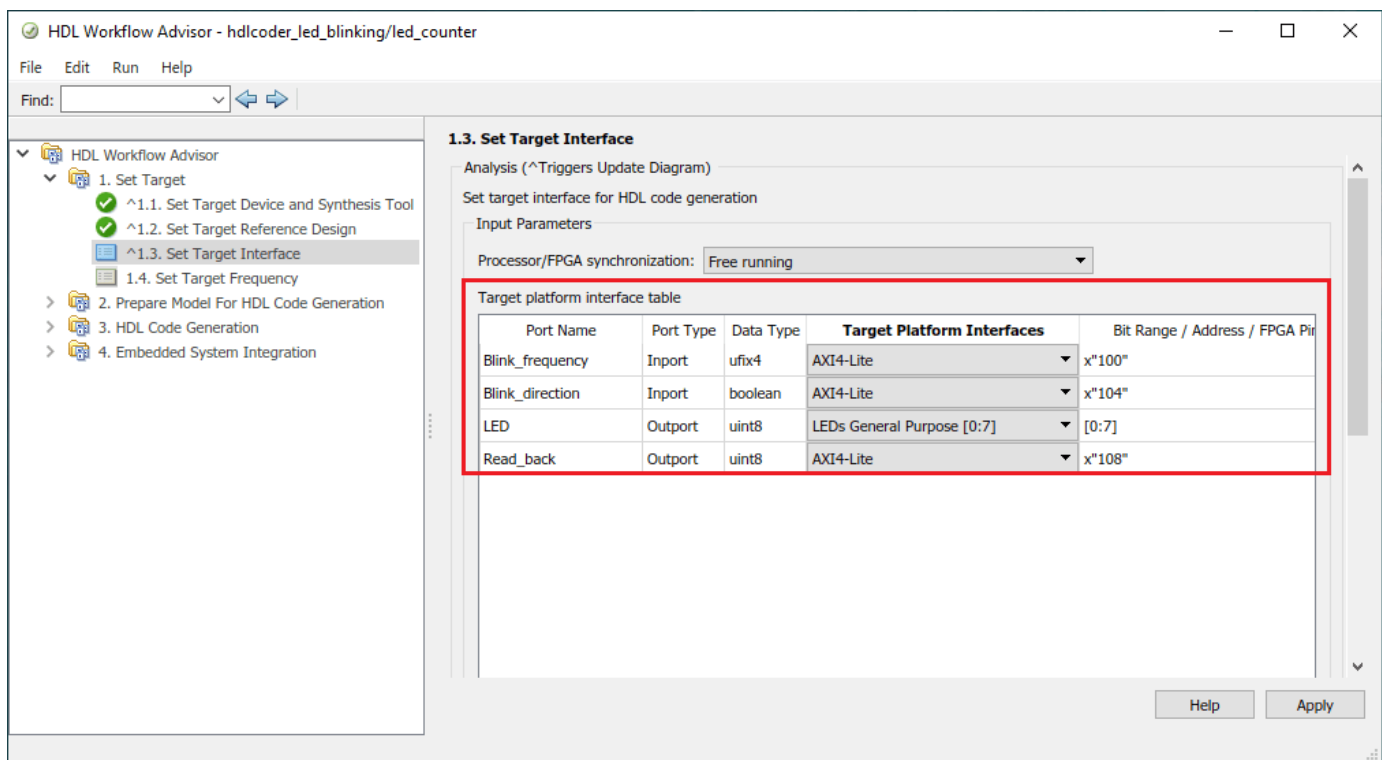 HDL Workflow Advisor - hdlcoder_led_blinking/led_counter
File Edit Run Help
Find:
HDL Workflow Advisor
1. Set Target
^1.1. Set Target Device and Synthesis Tool
^1.2. Set Target Reference Design
^1.3. Set Target Interface
1.4. Set Target Frequency
2. Prepare Model For HDL Code Generation
3. HDL Code Generation
4. Embedded System Integration
1.3. Set Target Interface
Analysis (^Triggers Update Diagram)
Set target interface for HDL code generation
Input Parameters
Processor/FPGA synchronization: Free running
Target platform interface table
Port Name Port Type Data Type Target Platform Interfaces Bit Range / Address / FPGA Pin
Blink_frequency Inport ufix4 AXI4-Lite x"100"
Blink_direction Inport boolean AXI4-Lite x"104"
LED Outport uint8 LEDs General Purpose [0:7] [0:7]
Read_back Outport uint8 AXI4-Lite x"108"
Help Apply